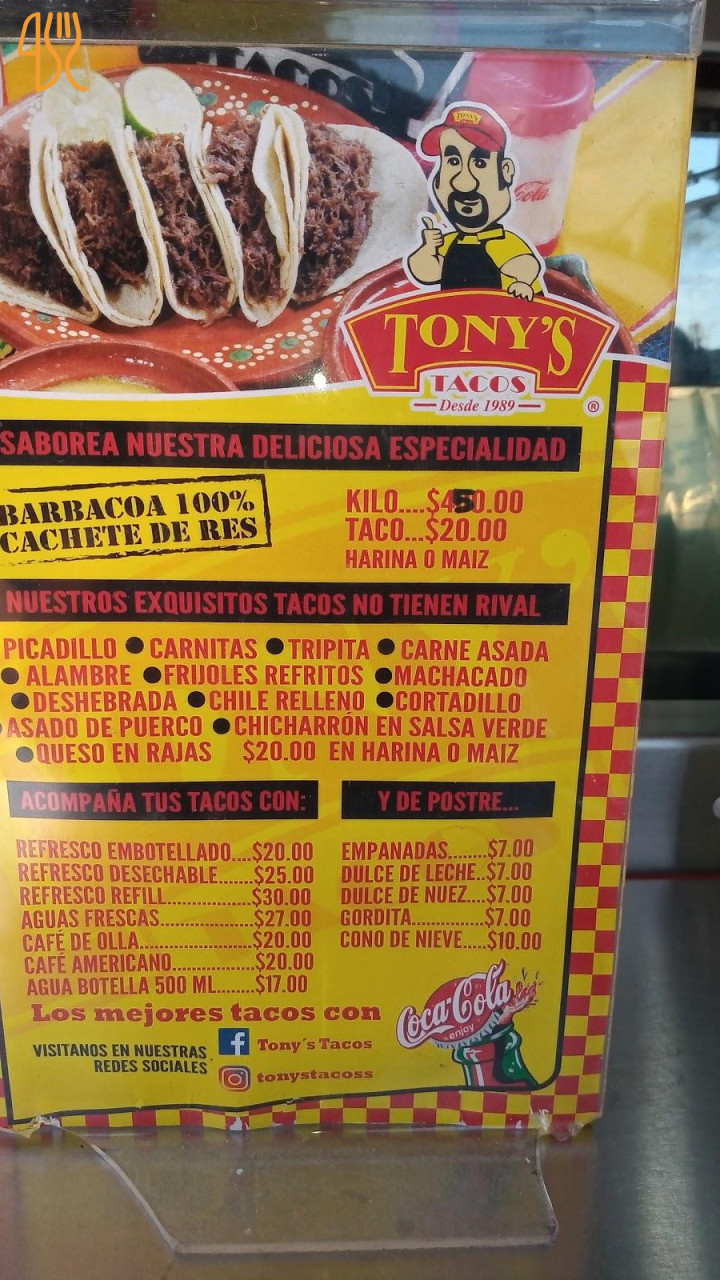 TACOS
TONY'S
Cola
TONY'S
TACOS
Desde 1989
®
SABOREA NUESTRA DELICIOSA ESPECIALIDAD
BARBACOA 100%
CACHETE DE RES
KILO....$450.00
TACO...$20.00
HARINA O MAIZ
NUESTROS EXQUISITOS TACOS NO TIENEN RIVAL
PICADILLO ● CARNITAS ● TRIPITA ● CARNE ASADA
● ALAMBRE ● FRIJOLES REFRITOS ● MACHACADO
● DESHEBRADA ● CHILE RELLENO ● CORTADILLO
ASADO DE PUERCO ● CHICHARRÓN EN SALSA VERDE
● QUESO EN RAJAS $20.00 EN HARINA O MAIZ
ACOMPAÑA TUS TACOS CON:
REFRESCO EMBOTELLADO....$20.00
REFRESCO DESECHABLE......$25.00
REFRESCO REFILL................$30.00
AGUAS FRESCAS.................$27.00
CAFÉ DE OLLA....................$20.00
CAFÉ AMERICANO...............$20.00
AGUA BOTELLA 500 ML.......$17.00
Y DE POSTRE...
EMPANADAS........$7.00
DULCE DE LECHE..$7.00
DULCE DE NUEZ....$7.00
GORDITA..............$7.00
CONO DE NIEVE.....$10.00
Los mejores tacos con
Coca-Cola
enjoy
VISITANOS EN NUESTRAS
REDES SOCIALES
f Tony´s Tacos
tonystacoss